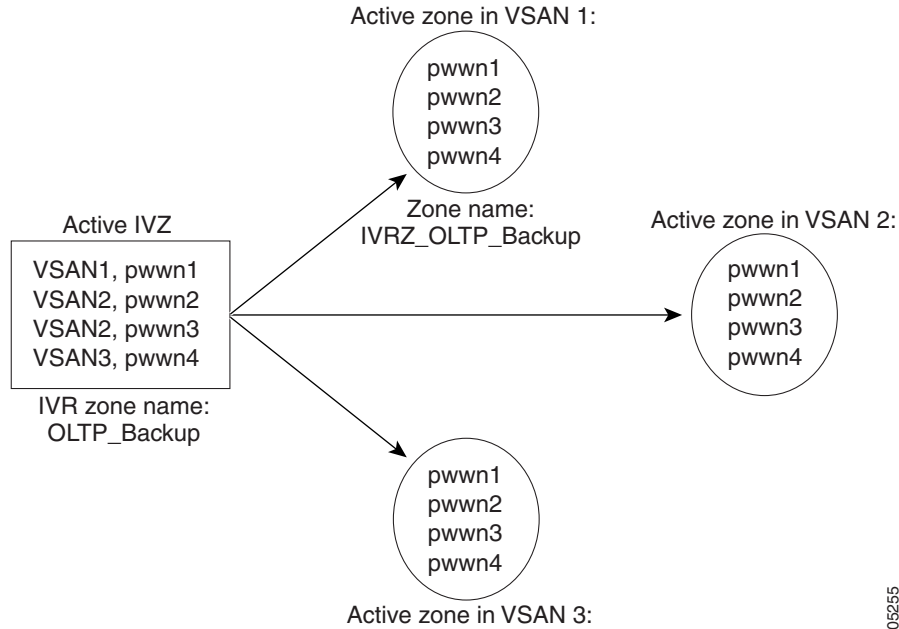 Active zone in VSAN 1:
pwwn1
pwwn2
pwwn3
pwwn4
Zone name:
IVRZ_OLTP_Backup
Active IVZ
VSAN1, pwwn1
VSAN2, pwwn2
VSAN2, pwwn3
VSAN3, pwwn4
IVR zone name:
OLTP_Backup
Active zone in VSAN 2:
pwwn1
pwwn2
pwwn3
pwwn4
pwwn1
pwwn2
pwwn3
pwwn4
Active zone in VSAN 3:
05255